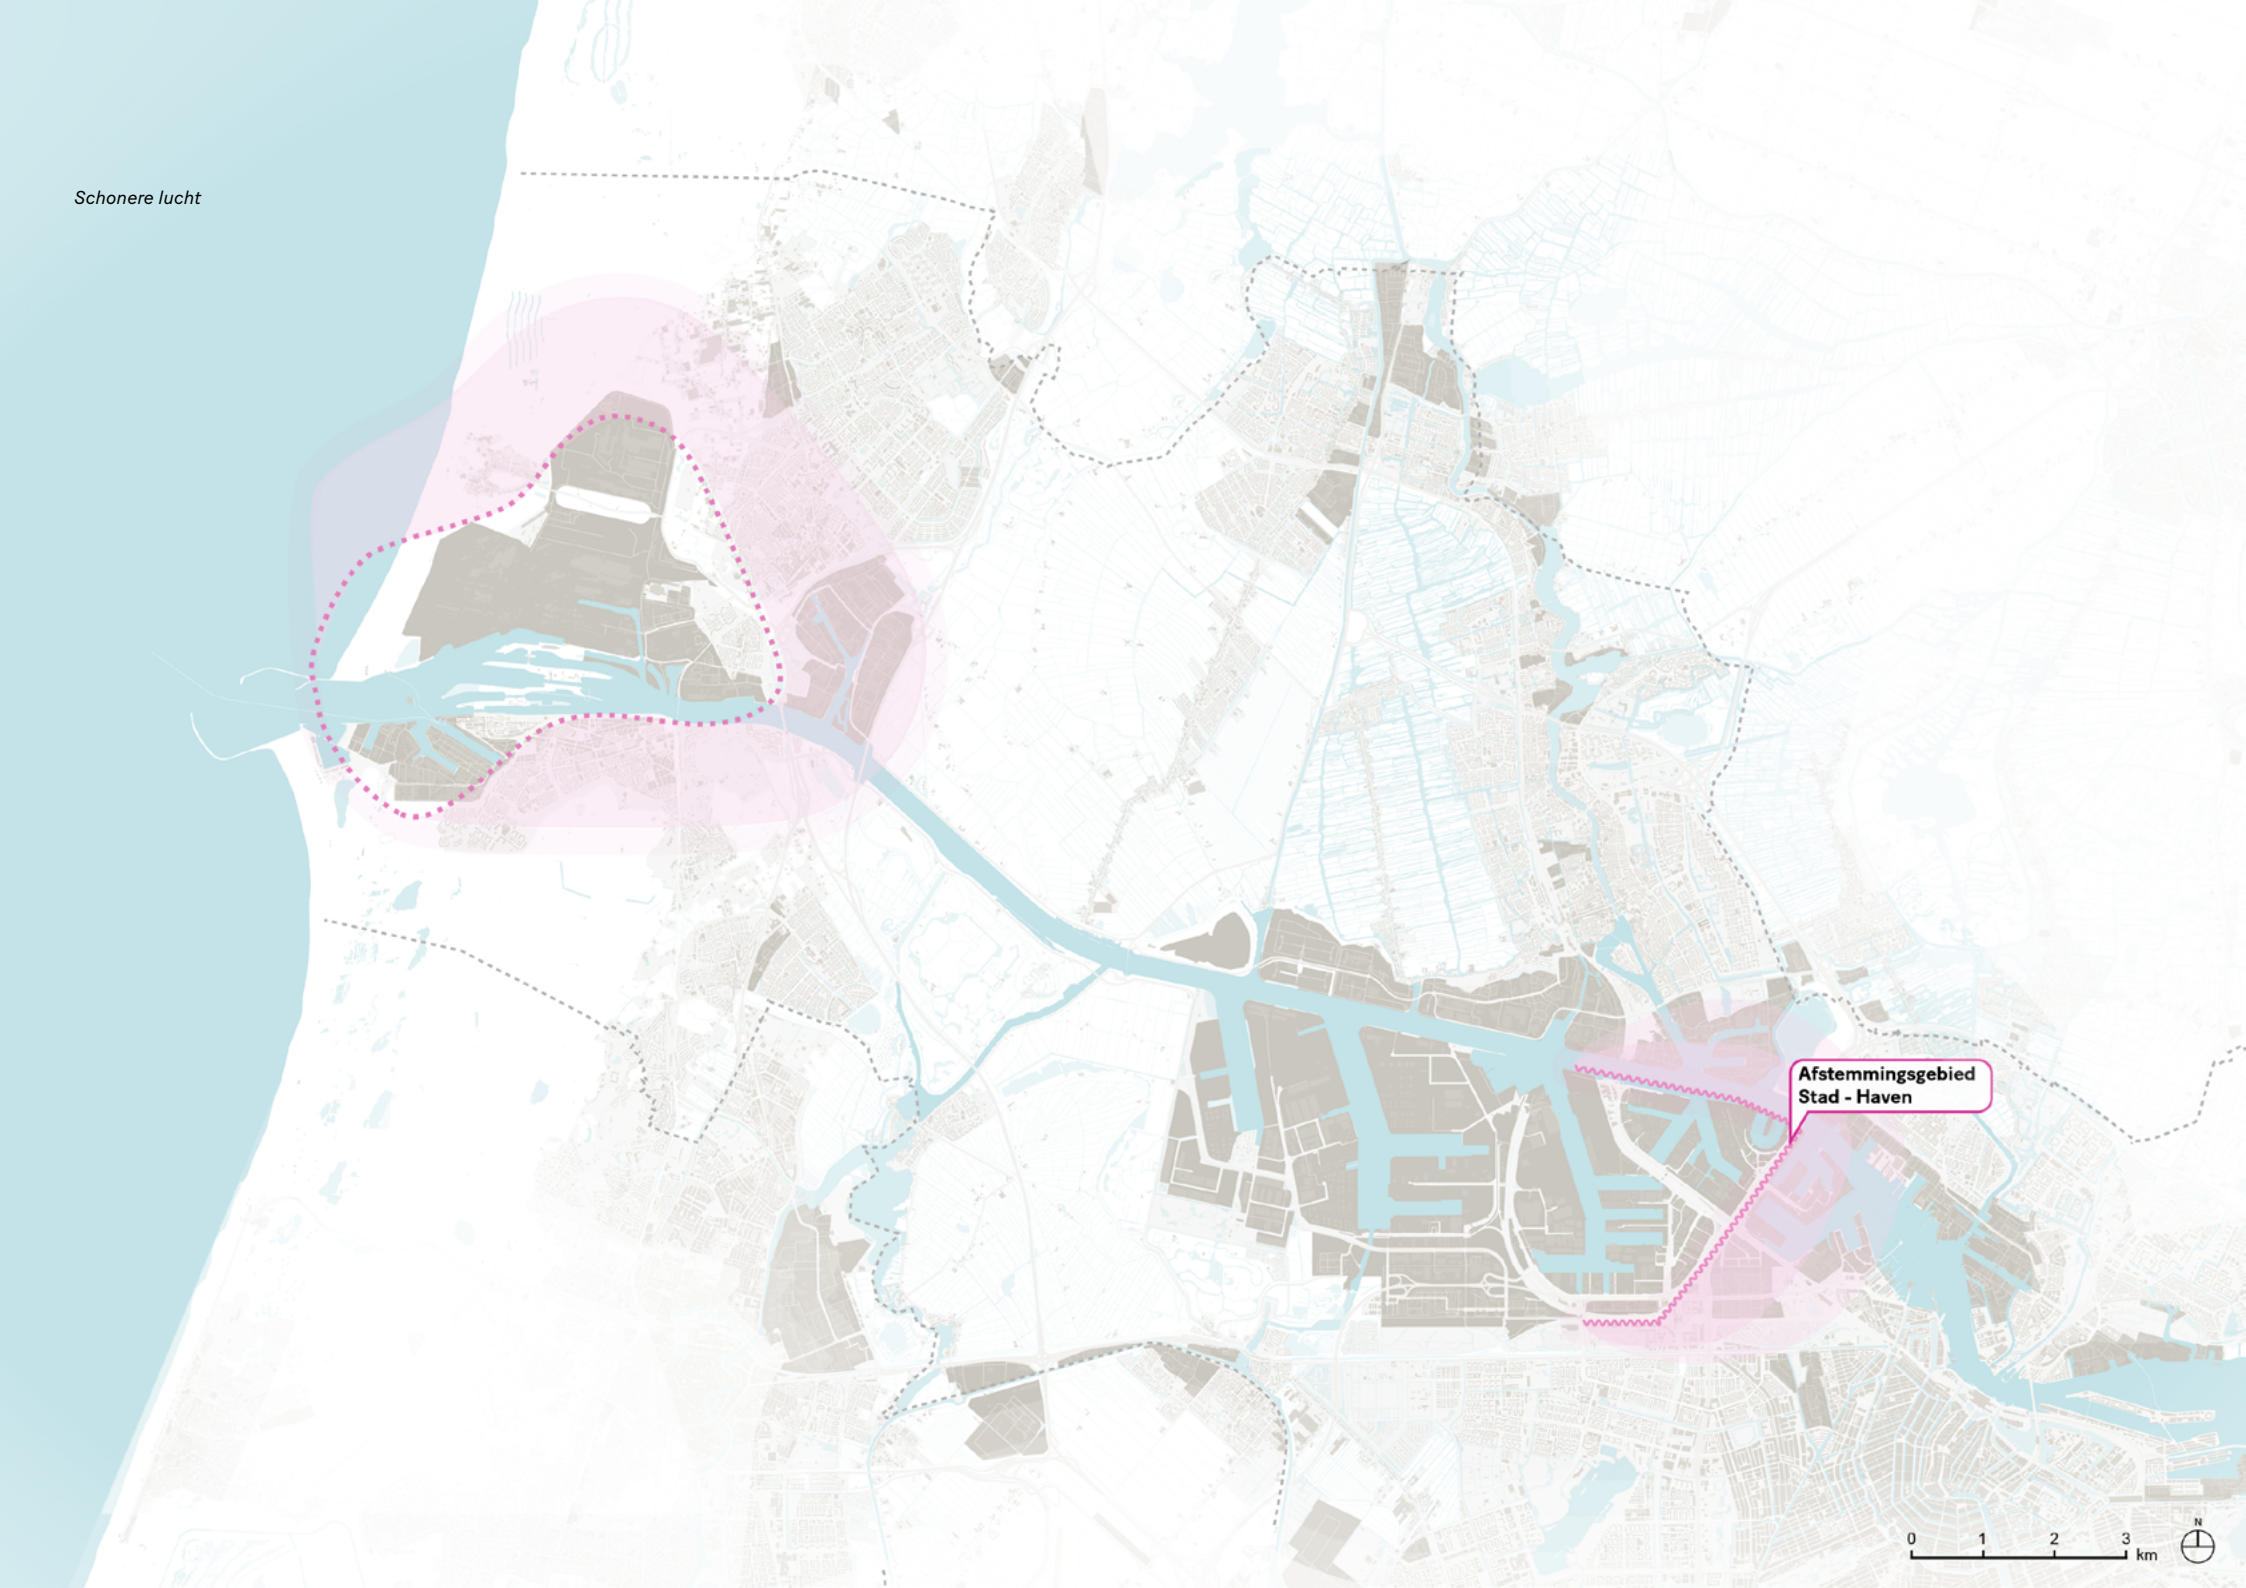 Schonere lucht
Afstemmingsgebied
Stad - Haven
N
0 1 2 3 km